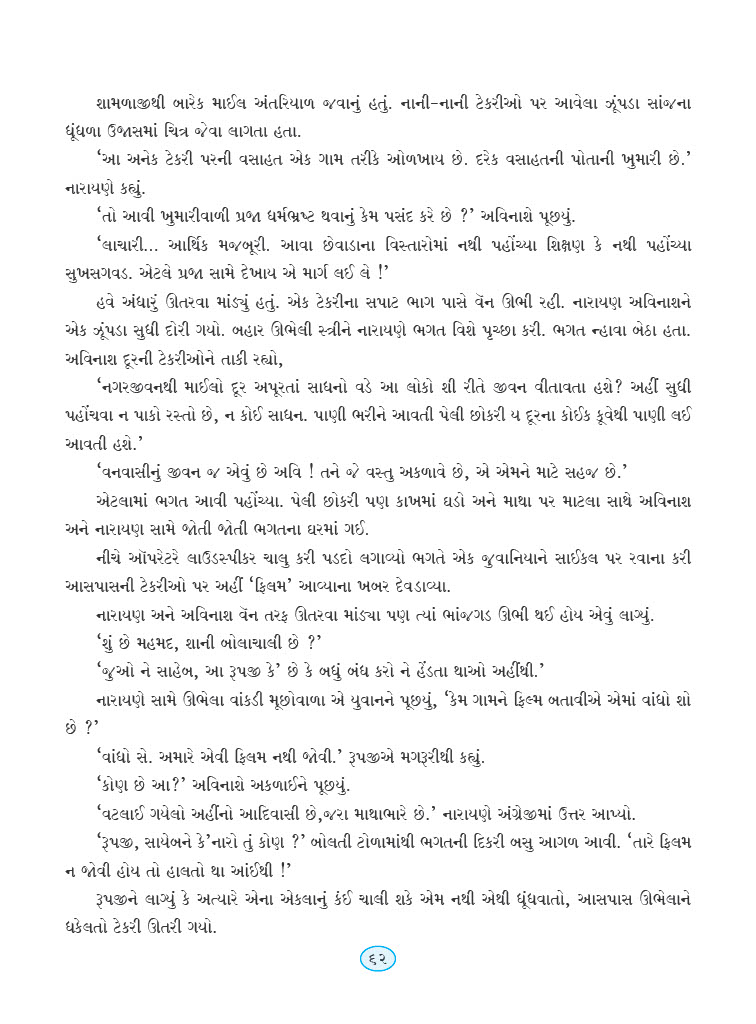 શામળાજીથી બારેક માઈલ અંતરિયાળ જવાનું હતું. નાની-નાની ટેકરીઓ પર આવેલા ઝૂંપડા સાંજના
ધૂંધળા ઉજાસમાં ચિત્ર જેવા લાગતા હતા.
‘આ અનેક ટેકરી પરની વસાહત એક ગામ તરીકે ઓળખાય છે. દરેક વસાહતની પોતાની ખુમારી છે.’
નારાયણે કહ્યું.
‘તો આવી ખુમારીવાળી પ્રજા ધર્મભ્રષ્ટ થવાનું કેમ પસંદ કરે છે ?’ અવિનાશે પૂછયું.
‘લાચારી... આર્થિક મજબૂરી. આવા છેવાડાના વિસ્તારોમાં નથી પહોંચ્યા શિક્ષણ કે નથી પહોંચ્યા
સુખસગવડ. એટલે પ્રજા સામે દેખાય એ માર્ગ લઈ લે !’
હવે અંધારું ઊતરવા માંડ્યું હતું. એક ટેકરીના સપાટ ભાગ પાસે વૅન ઊભી રહી. નારાયણ અવિનાશને
એક ઝૂંપડા સુધી દોરી ગયો. બહાર ઊભેલી સ્ત્રીને નારાયણે ભગત વિશે પૃચ્છા કરી. ભગત ન્હાવા બેઠા હતા.
અવિનાશ દૂરની ટેકરીઓને તાકી રહ્યો,
‘નગરજીવનથી માઈલો દૂર અપૂરતાં સાધનો વડે આ લોકો શી રીતે જીવન વીતાવતા હશે? અહીં સુધી
પહોંચવા ન પાકો રસ્તો છે, ન કોઈ સાધન. પાણી ભરીને આવતી પેલી છોકરી ય દૂરના કોઈક કૂવેથી પાણી લઈ
આવતી હશે.’
‘વનવાસીનું જીવન જ એવું છે અવિ ! તને જે વસ્તુ અકળાવે છે, એ એમને માટે સહજ છે.’
એટલામાં ભગત આવી પહોંચ્યા. પેલી છોકરી પણ કાખમાં ઘડો અને માથા પર માટલા સાથે અવિનાશ
અને નારાયણ સામે જોતી જોતી ભગતના ઘરમાં ગઈ.
નીચે ઑપરેટરે લાઉડસ્પીકર ચાલુ કરી પડદો લગાવ્યો ભગતે એક જુવાનિયાને સાઈકલ પર રવાના કરી
આસપાસની ટેકરીઓ પર અહીં ‘ફિલમ’ આવ્યાના ખબર દેવડાવ્યા.
નારાયણ અને અવિનાશ વૅન તરફ ઊતરવા માંડ્યા પણ ત્યાં ભાંજગડ ઊભી થઈ હોય એવું લાગ્યું.
‘શું છે મહમદ, શાની બોલાચાલી છે ?’
‘જુઓ ને સાહેબ, આ રૂપજી કે’ છે કે બધું બંધ કરો ને હેંડતા થાઓ અહીંથી.’
નારાયણે સામે ઊભેલા વાંકડી મૂછોવાળા એ યુવાનને પૂછયું, ‘કેમ ગામને ફિલ્મ બતાવીએ એમાં વાંધો શો
છે ?’
‘વાંધો સે. અમારે એવી ફિલમ નથી જોવી.’ રૂપજીએ મગરૂરીથી કહ્યું.
‘કોણ છે આ?’ અવિનાશે અકળાઈને પૂછયું.
‘વટલાઈ ગયેલો અહીંનો આદિવાસી છે,જરા માથાભારે છે.’ નારાયણે અંગ્રેજીમાં ઉત્તર આપ્યો.
‘રૂપજી, સાયેબને કે’નારો તું કોણ ?’ બોલતી ટોળામાંથી ભગતની દિકરી બસુ આગળ આવી. ‘તારે ફિલમ
ન જોવી હોય તો હાલતો થા આંઈથી !’
રૂપજીને લાગ્યું કે અત્યારે એના એકલાનું કંઈ ચાલી શકે એમ નથી એથી ધૂંધવાતો, આસપાસ ઊભેલાને
ધકેલતો ટેકરી ઊતરી ગયો.
૬૨